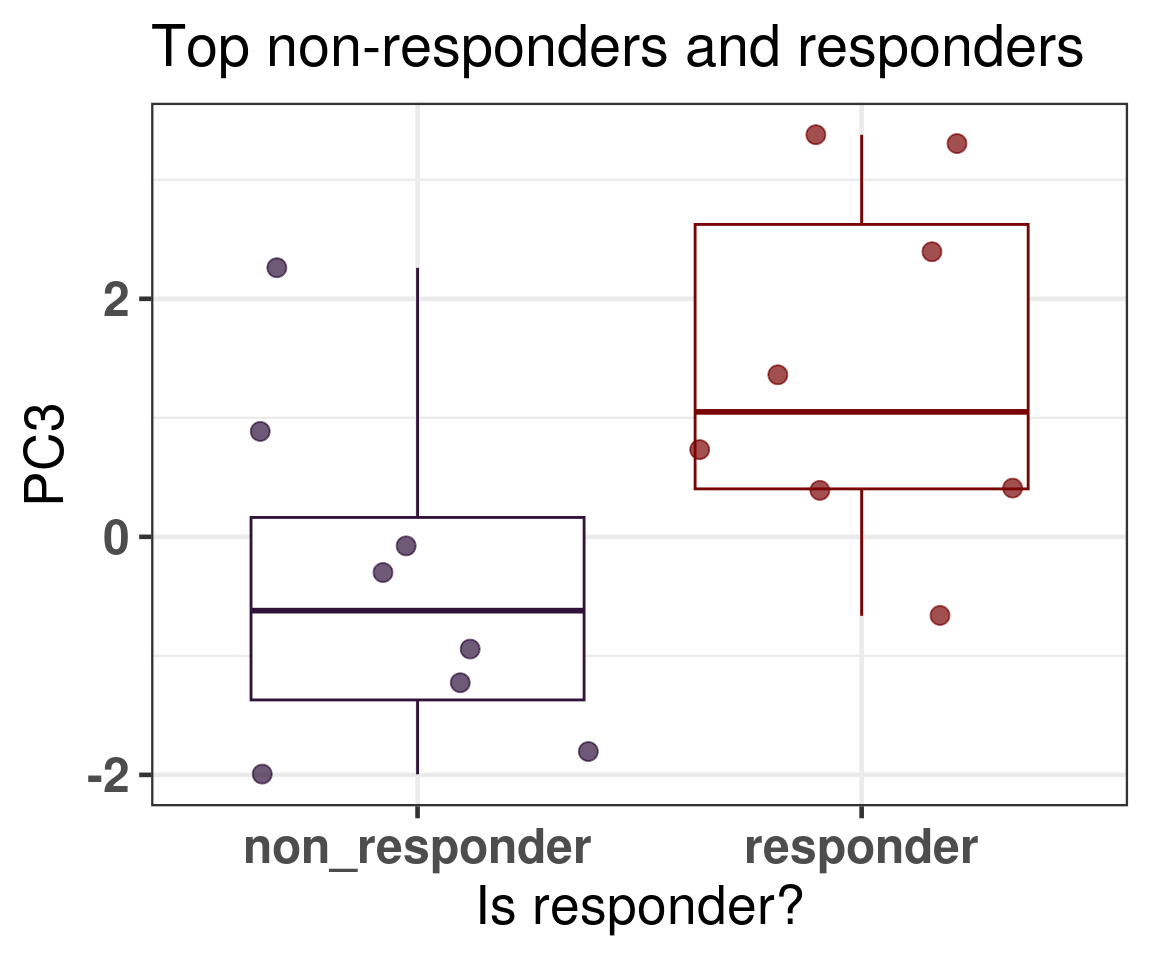 Top non-responders and responders
PC3
2
0
-2
non_responder
responder
Is responder?